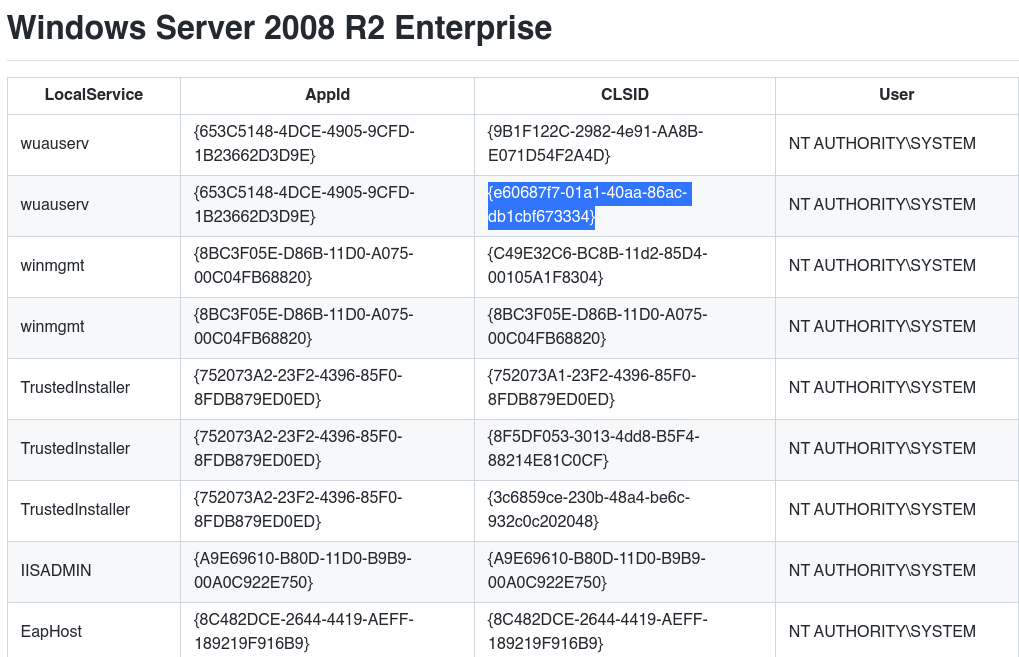 Windows Server 2008 R2 Enterprise
LocalService AppId CLSID User
wuauserv {653C5148-4DCE-4905-9CFD-1B23662D3D9E} {9B1F122C-2982-4e91-AA8B-E071D54F2A4D} NT AUTHORITY\SYSTEM
wuauserv {653C5148-4DCE-4905-9CFD-1B23662D3D9E} {e60687f7-01a1-40aa-86ac-db1cbf673334} NT AUTHORITY\SYSTEM
winmgmt {8BC3F05E-D86B-11D0-A075-00C04FB68820} {C49E32C6-BC8B-11d2-85D4-00105A1F8304} NT AUTHORITY\SYSTEM
winmgmt {8BC3F05E-D86B-11D0-A075-00C04FB68820} {8BC3F05E-D86B-11D0-A075-00C04FB68820} NT AUTHORITY\SYSTEM
TrustedInstaller {752073A2-23F2-4396-85F0-8FDB879ED0ED} {752073A1-23F2-4396-85F0-8FDB879ED0ED} NT AUTHORITY\SYSTEM
TrustedInstaller {752073A2-23F2-4396-85F0-8FDB879ED0ED} {8F5DF053-3013-4dd8-B5F4-88214E81C0CF} NT AUTHORITY\SYSTEM
TrustedInstaller {752073A2-23F2-4396-85F0-8FDB879ED0ED} {3c6859ce-230b-48a4-be6c-932c0c202048} NT AUTHORITY\SYSTEM
IISADMIN {A9E69610-B80D-11D0-B9B9-00A0C922E750} {A9E69610-B80D-11D0-B9B9-00A0C922E750} NT AUTHORITY\SYSTEM
EapHost {8C482DCE-2644-4419-AEFF-189219F916B9} {8C482DCE-2644-4419-AEFF-189219F916B9} NT AUTHORITY\SYSTEM